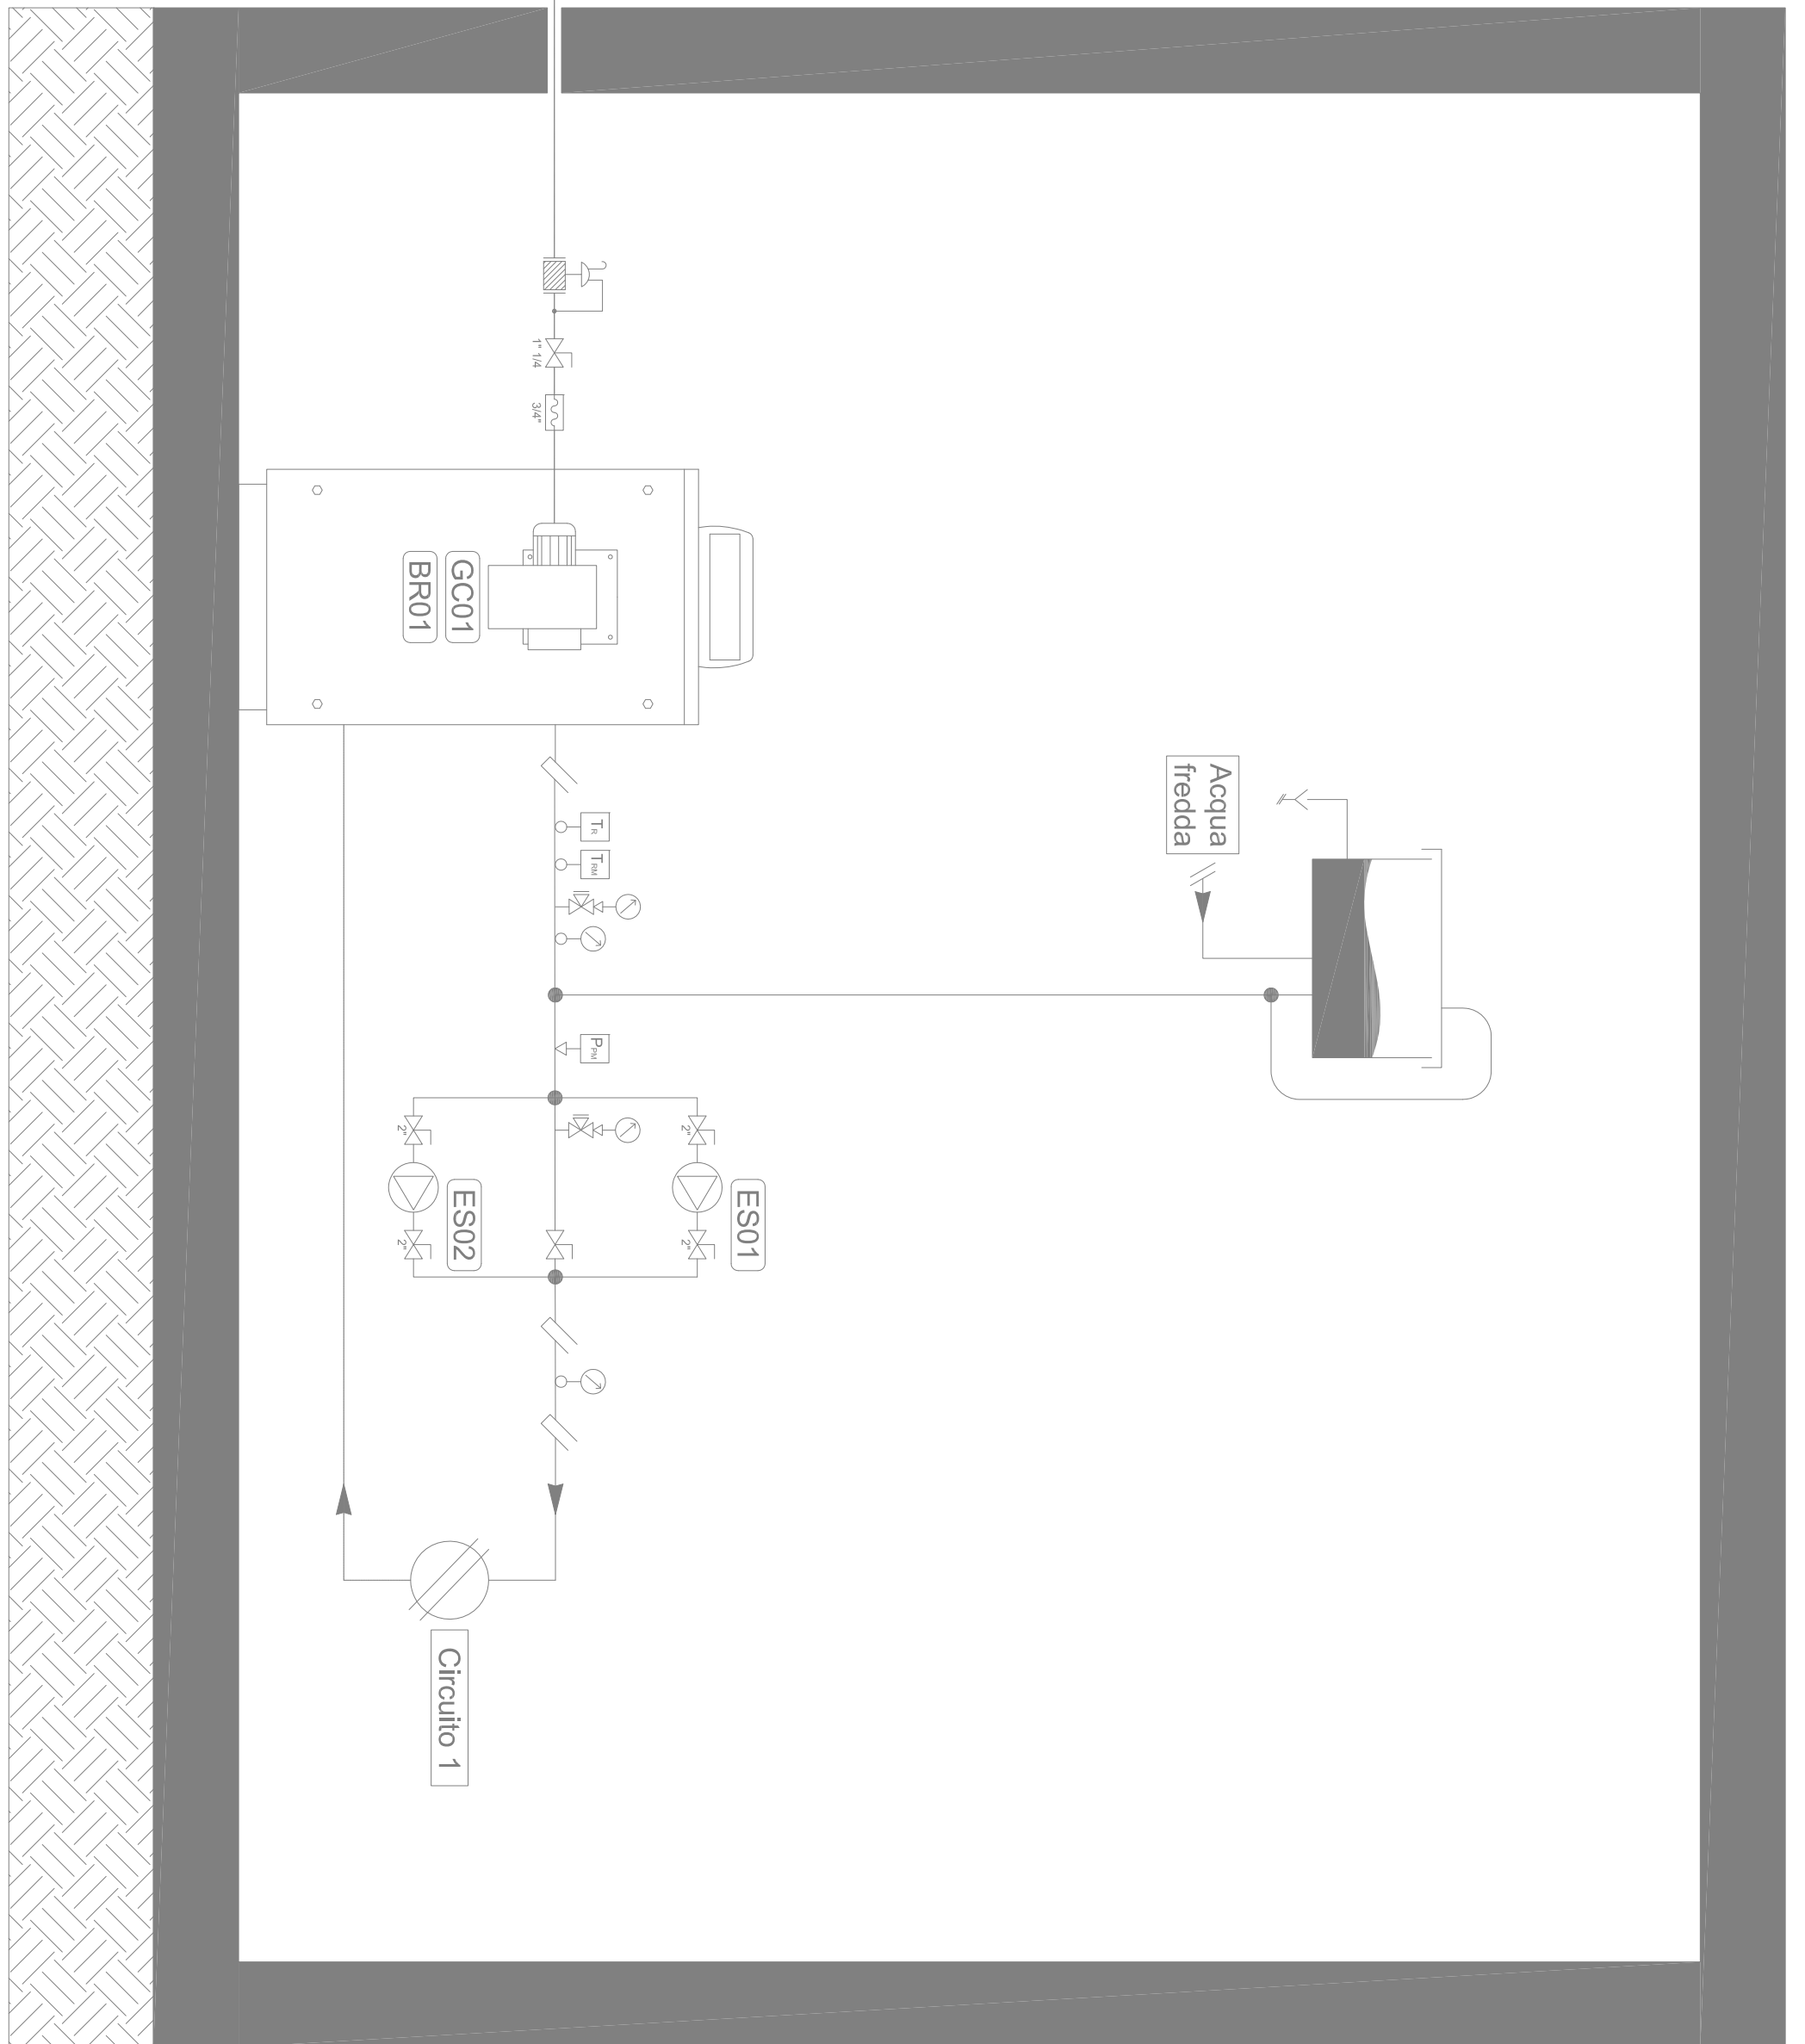 1" 1/4
3/4"
GC01
BR01
Acqua
fredda
TR
TRM
PPM
2"
2"
ES01
2"
2"
ES02
Circuito 1